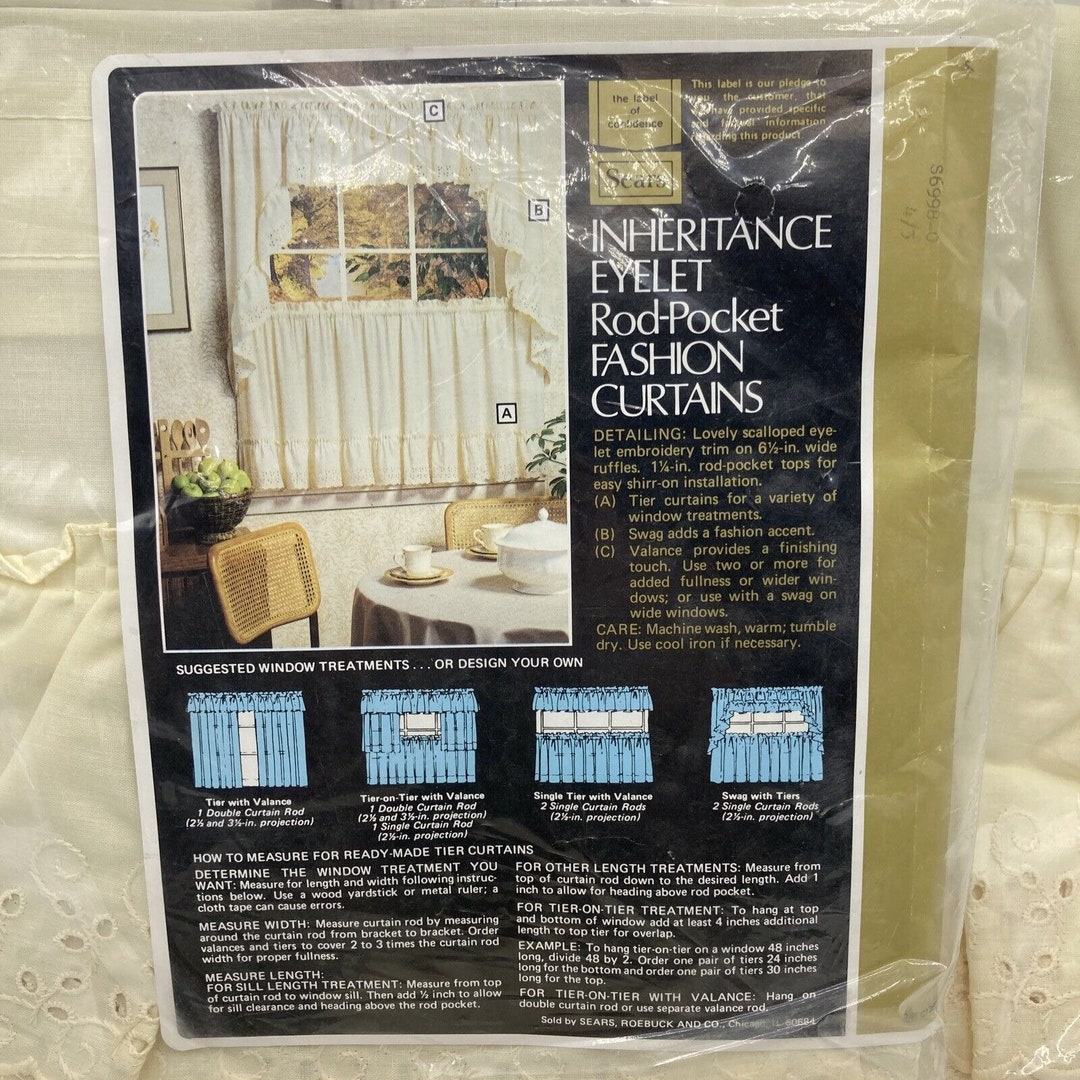 C
B
A
the label
of
confidence
Sears
This label is our pledge to
you, the customer, that
we have provided specific
and factual information
regarding this product.
INHERITANCE
EYELET
Rod-Pocket
FASHION
CURTAINS
DETAILING: Lovely scalloped eye-
let embroidery trim on 6½-in. wide
ruffles. 1¼-in. rod-pocket tops for
easy shirr-on installation.
(A) Tier curtains for a variety of
window treatments.
(B) Swag adds a fashion accent.
(C) Valance provides a finishing
touch. Use two or more for
added fullness or wider win-
dows; or use with a swag on
wide windows.
CARE: Machine wash, warm; tumble
dry. Use cool iron if necessary.
SUGGESTED WINDOW TREATMENTS . . . OR DESIGN YOUR OWN
Tier with Valance
1 Double Curtain Rod
(2½ and 3½-in. projection)
Tier-on-Tier with Valance
1 Double Curtain Rod
(2½ and 3½-in. projection)
1 Single Curtain Rod
(2½-in. projection)
Single Tier with Valance
2 Single Curtain Rods
(2½-in. projection)
Swag with Tiers
2 Single Curtain Rods
(2½-in. projection)
HOW TO MEASURE FOR READY-MADE TIER CURTAINS
DETERMINE THE WINDOW TREATMENT YOU
WANT: Measure for length and width following instruc-
tions below. Use a wood yardstick or metal ruler; a
cloth tape can cause errors.
MEASURE WIDTH: Measure curtain rod by measuring
around the curtain rod from bracket to bracket. Order
valances and tiers to cover 2 to 3 times the curtain rod
width for proper fullness.
MEASURE LENGTH:
FOR SILL LENGTH TREATMENT: Measure from top
of curtain rod to window sill. Then add ½ inch to allow
for sill clearance and heading above the rod pocket.
FOR OTHER LENGTH TREATMENTS: Measure from
top of curtain rod down to the desired length. Add 1
inch to allow for heading above rod pocket.
FOR TIER-ON-TIER TREATMENT: To hang at top
and bottom of window add at least 4 inches additional
length to top tier for overlap.
EXAMPLE: To hang tier-on-tier on a window 48 inches
long, divide 48 by 2. Order one pair of tiers 24 inches
long for the bottom and order one pair of tiers 30 inches
long for the top.
FOR TIER-ON-TIER WITH VALANCE: Hang on
double curtain rod or use separate valance rod.
Sold by SEARS, ROEBUCK AND CO., Chicago, IL 60684